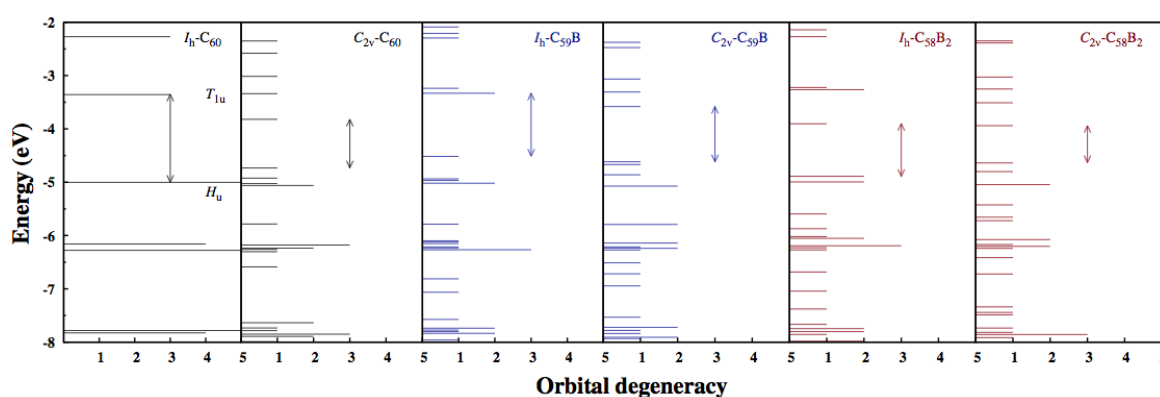 -2
-3
-4
-5
-6
-7
-8
Energy (eV)
Ih-C60
T1u
Hu
C2v-C60
Ih-C59B
C2v-C59B
Ih-C58B2
C2v-C58B2
1 2 3 4 5 1 2 3 4 5 1 2 3 4 5 1 2 3 4 5 1 2 3 4 5 1 2 3 4
Orbital degeneracy